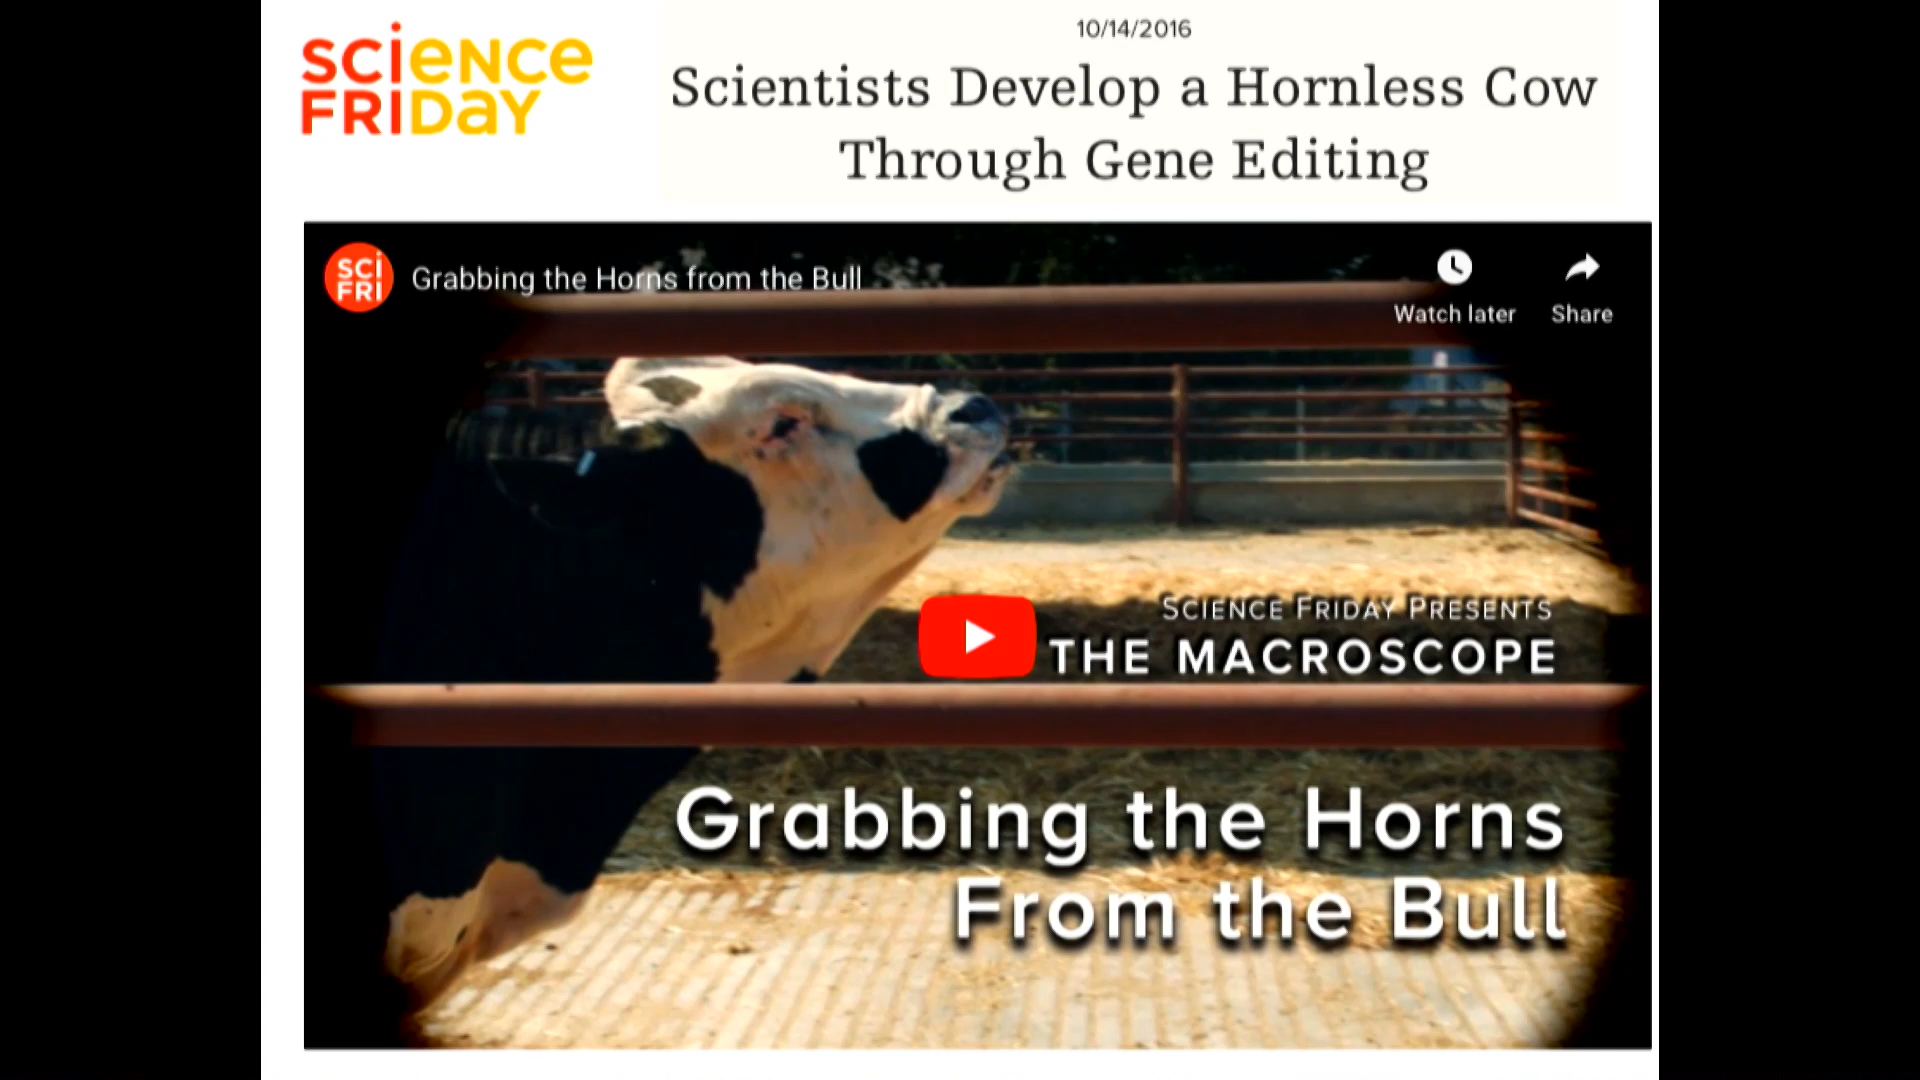 science
FRIDay
10/14/2016
Scientists Develop a Hornless Cow
Through Gene Editing
SCI
FRI
Grabbing the Horns from the Bull
Watch later
Share
SCIENCE FRIDAY PRESENTS
THE MACROSCOPE
Grabbing the Horns
From the Bull